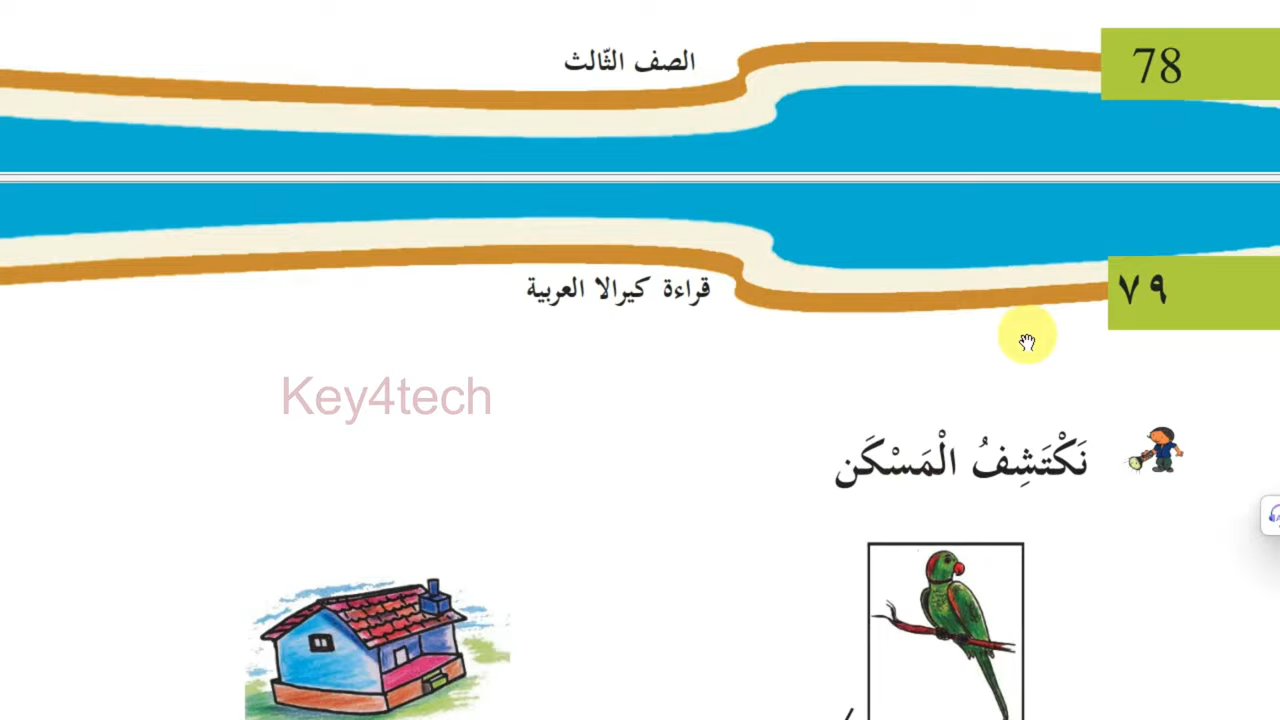 78
الصف الثّالث
٧٩
قراءة كيرالا العربية
Key4tech
نَكْتَشِفُ الْمَسْكَن